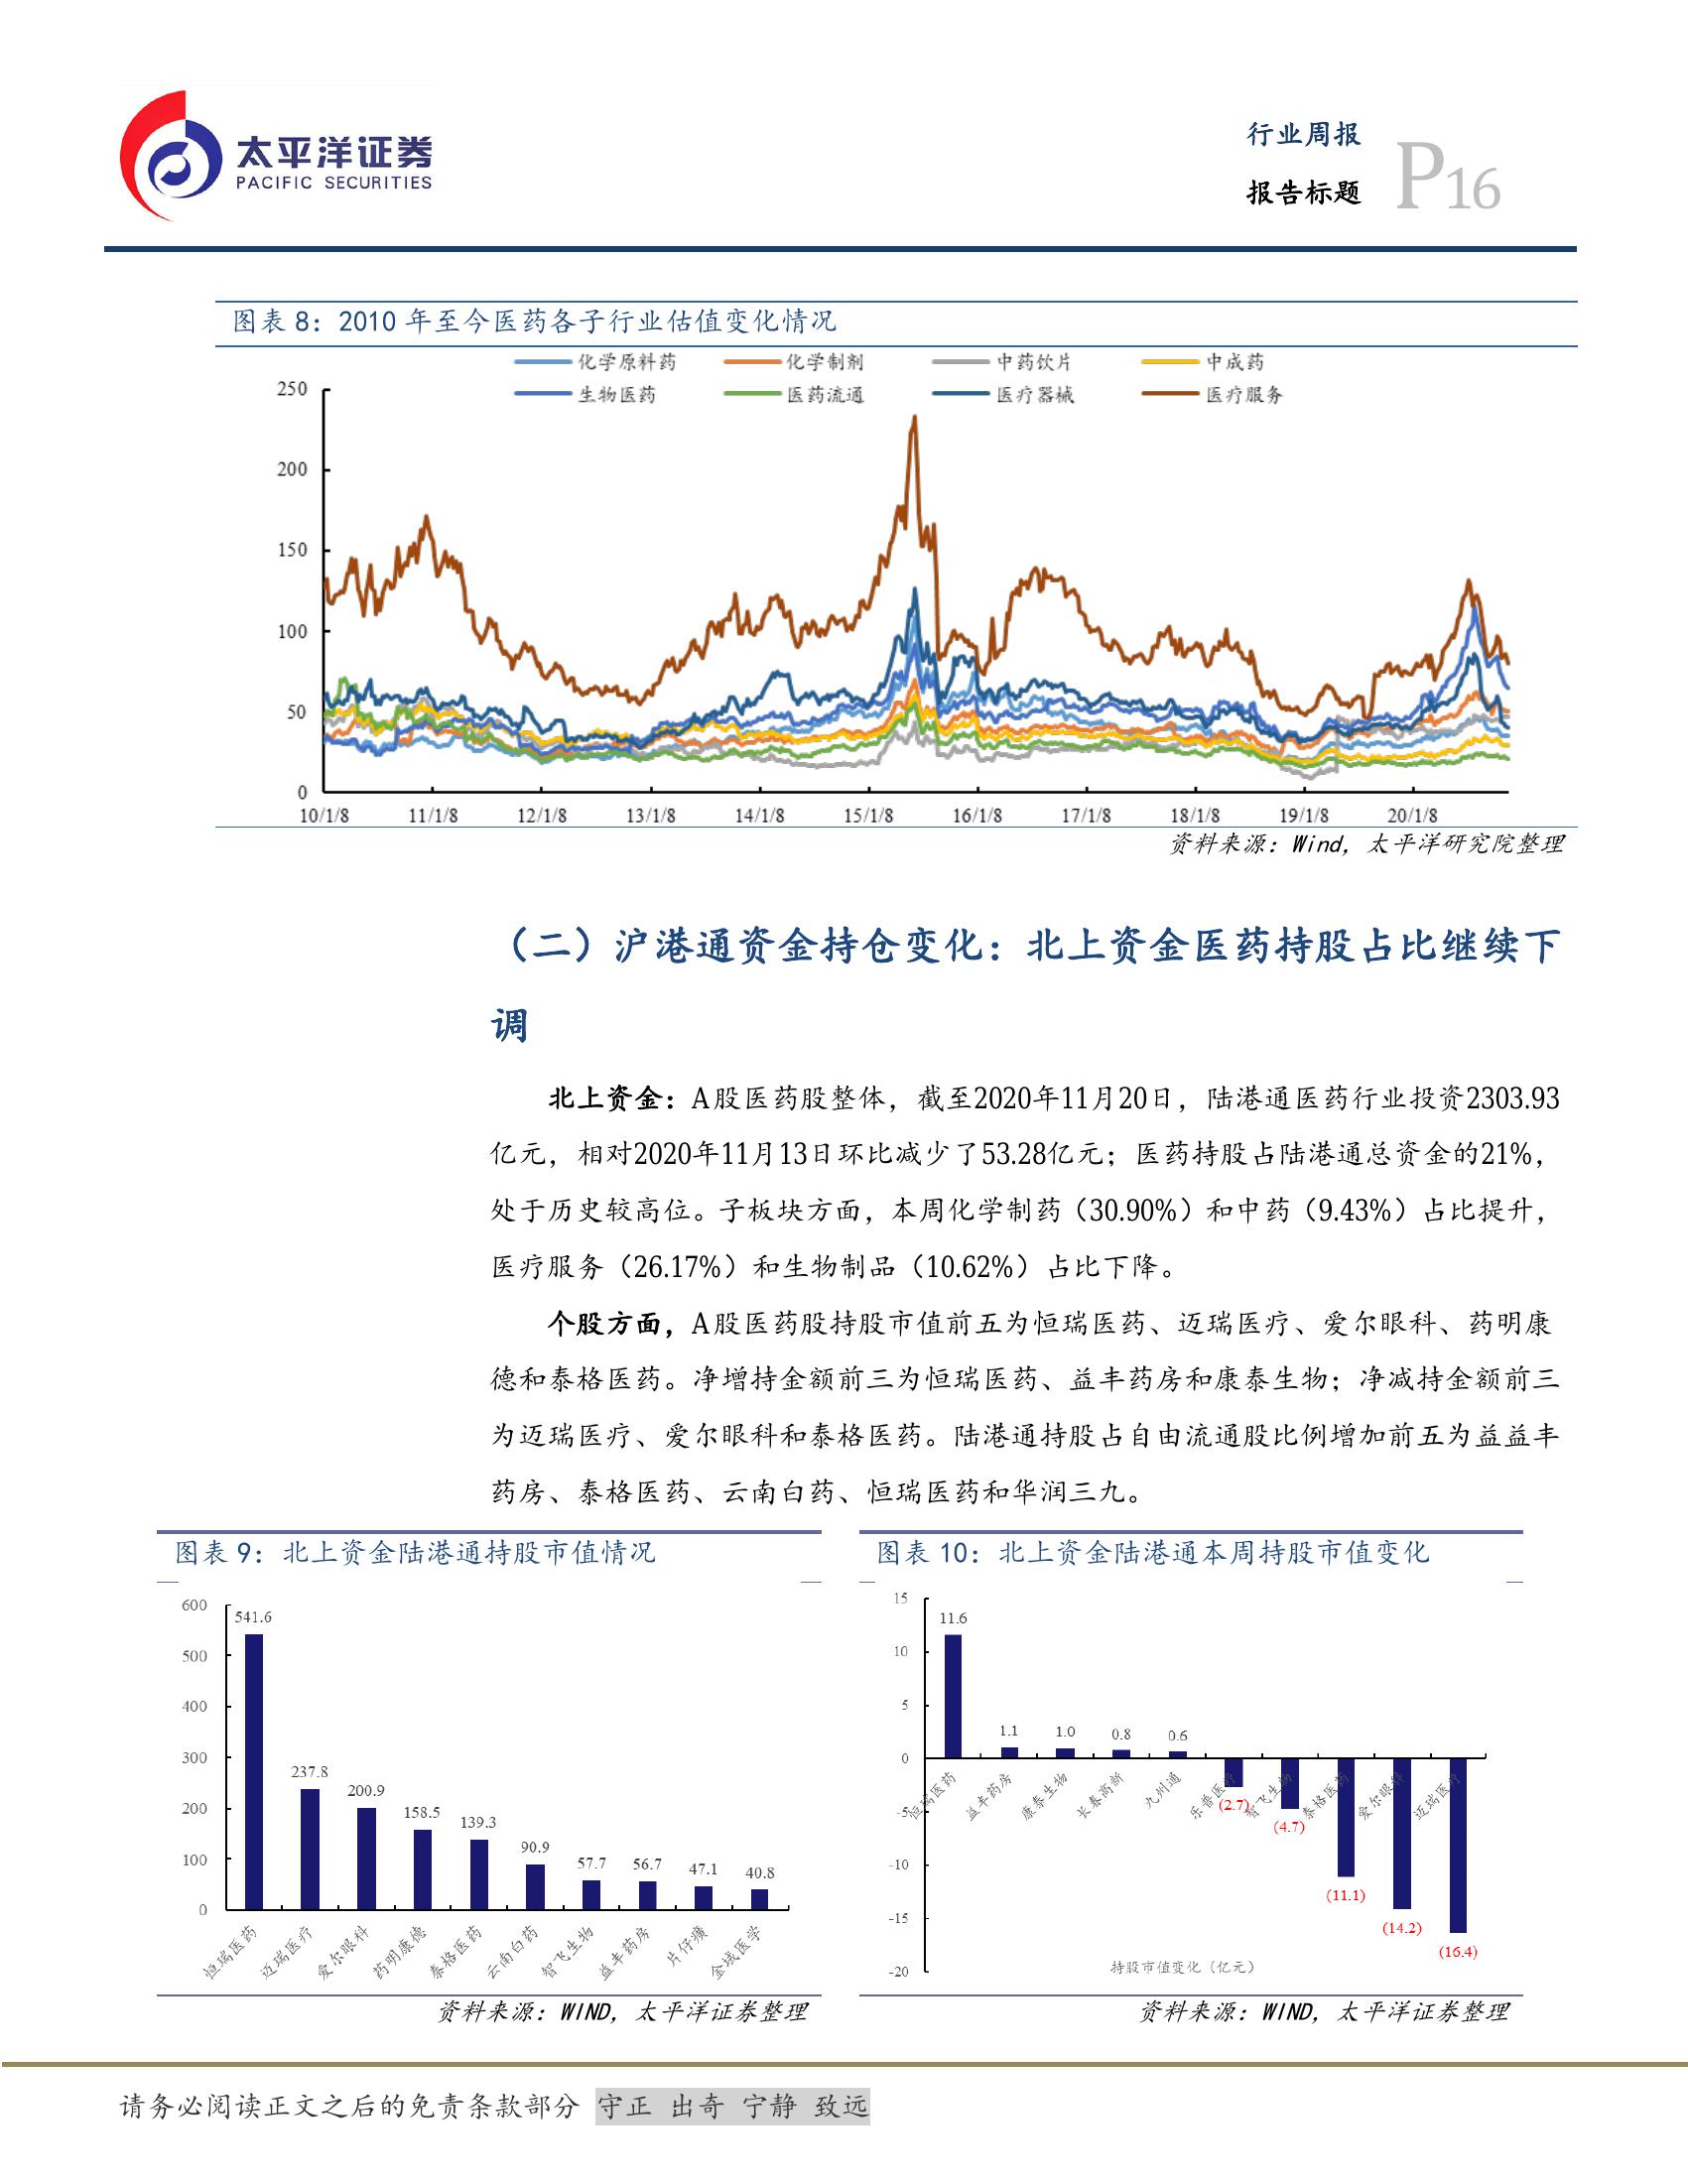 太平洋证券
PACIFIC SECURITIES
行业周报
报告标题
P16
图表 8：2010 年至今医药各子行业估值变化情况
化学原料药 化学制剂 中药饮片 中成药
生物医药 医药流通 医疗器械 医疗服务
250
200
150
100
50
0
10/1/8 11/1/8 12/1/8 13/1/8 14/1/8 15/1/8 16/1/8 17/1/8 18/1/8 19/1/8 20/1/8
资料来源：Wind，太平洋研究院整理
（二）沪港通资金持仓变化：北上资金医药持股占比继续下
调
北上资金：A股医药股整体，截至2020年11月20日，陆港通医药行业投资2303.93
亿元，相对2020年11月13日环比减少了53.28亿元；医药持股占陆港通总资金的21%，
处于历史较高位。子板块方面，本周化学制药（30.90%）和中药（9.43%）占比提升，
医疗服务（26.17%）和生物制品（10.62%）占比下降。
个股方面，A股医药股持股市值前五为恒瑞医药、迈瑞医疗、爱尔眼科、药明康
德和泰格医药。净增持金额前三为恒瑞医药、益丰药房和康泰生物；净减持金额前三
为迈瑞医疗、爱尔眼科和泰格医药。陆港通持股占自由流通股比例增加前五为益益丰
药房、泰格医药、云南白药、恒瑞医药和华润三九。
图表 9：北上资金陆港通持股市值情况
600
500
400
300
200
100
0
541.6 237.8 200.9 158.5 139.3 90.9 57.7 56.7 47.1 40.8
恒瑞医药 迈瑞医疗 爱尔眼科 药明康德 泰格医药 云南白药 智飞生物 益丰药房 片仔癀 金域医学
资料来源：WIND，太平洋证券整理
图表 10：北上资金陆港通本周持股市值变化
15
10
5
0
-5
-10
-15
-20
11.6 1.1 1.0 0.8 0.6 (2.7) (4.7) (11.1) (14.2) (16.4)
恒瑞医药 益丰药房 康泰生物 长春高新 九州通 乐普医疗 智飞生物 泰格医药 爱尔眼科 迈瑞医疗
持股市值变化（亿元）
资料来源：WIND，太平洋证券整理
请务必阅读正文之后的免责条款部分 守正 出奇 宁静 致远